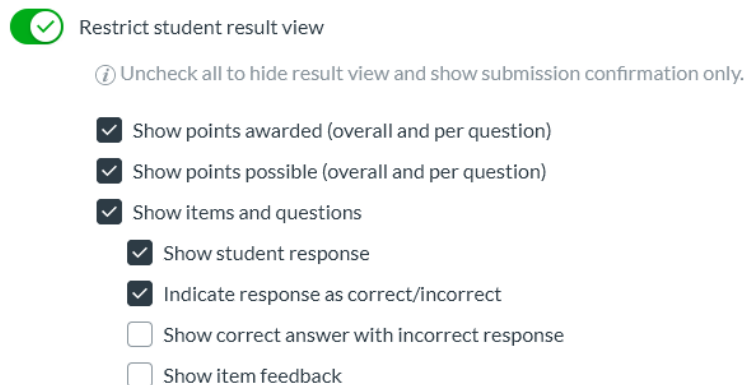 Restrict student result view
Uncheck all to hide result view and show submission confirmation only.
Show points awarded (overall and per question)
Show points possible (overall and per question)
Show items and questions
Show student response
Indicate response as correct/incorrect
Show correct answer with incorrect response
Show item feedback